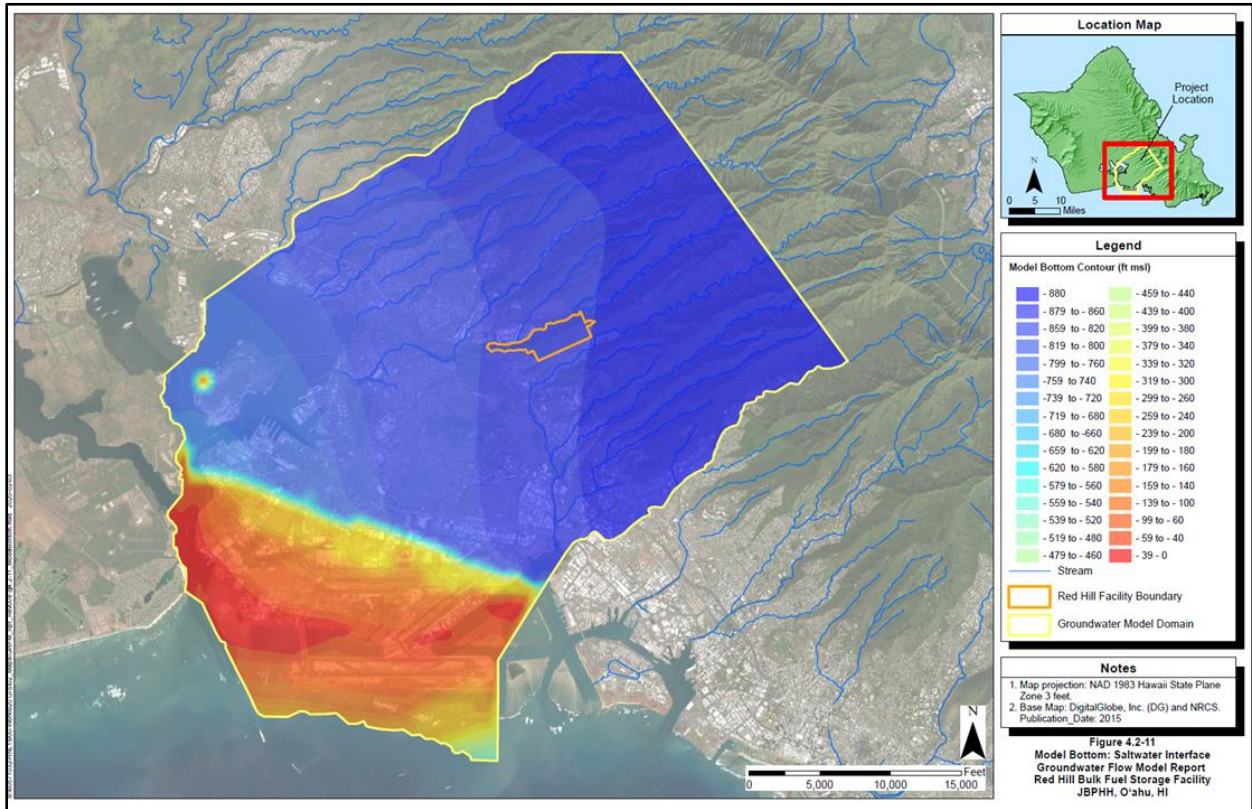 Location Map
Project
Location
N
0 5 10
Miles
Legend
Model Bottom Contour (ft msl)
- 880
- 879 to - 860
- 859 to - 820
- 819 to - 800
- 799 to - 760
-759 to 740
-739 to - 720
- 719 to - 680
- 680 to -660
- 659 to - 620
- 620 to - 580
- 579 to - 560
- 559 to - 540
- 539 to - 520
- 519 to - 480
- 479 to - 460
- 459 to - 440
- 439 to - 400
- 399 to - 380
- 379 to - 340
- 339 to - 320
- 319 to - 300
- 299 to - 260
- 259 to - 240
- 239 to - 200
- 199 to - 180
- 179 to - 160
- 159 to - 140
- 139 to - 100
- 99 to - 60
- 59 to - 40
- 39 - 0
Stream
Red Hill Facility Boundary
Groundwater Model Domain
Notes
1. Map projection: NAD 1983 Hawaii State Plane
Zone 3 feet.
2. Base Map: DigitalGlobe, Inc. (DG) and NRCS.
Publication_Date: 2015
N
Feet
0 5,000 10,000 15,000
Figure 4.2-11
Model Bottom: Saltwater Interface
Groundwater Flow Model Report
Red Hill Bulk Fuel Storage Facility
JBPHH, O‘ahu, HI